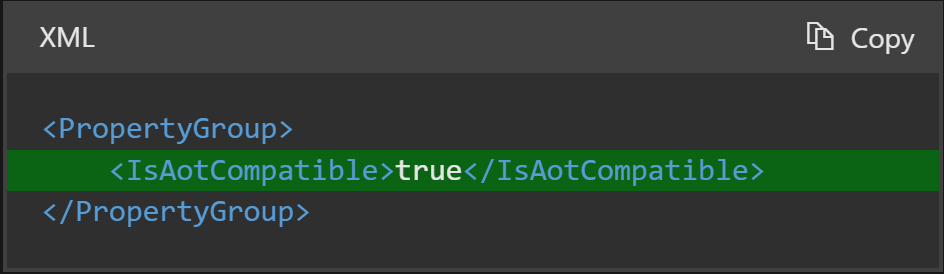 XML
Copy
<PropertyGroup>
    <IsAotCompatible>true</IsAotCompatible>
</PropertyGroup>